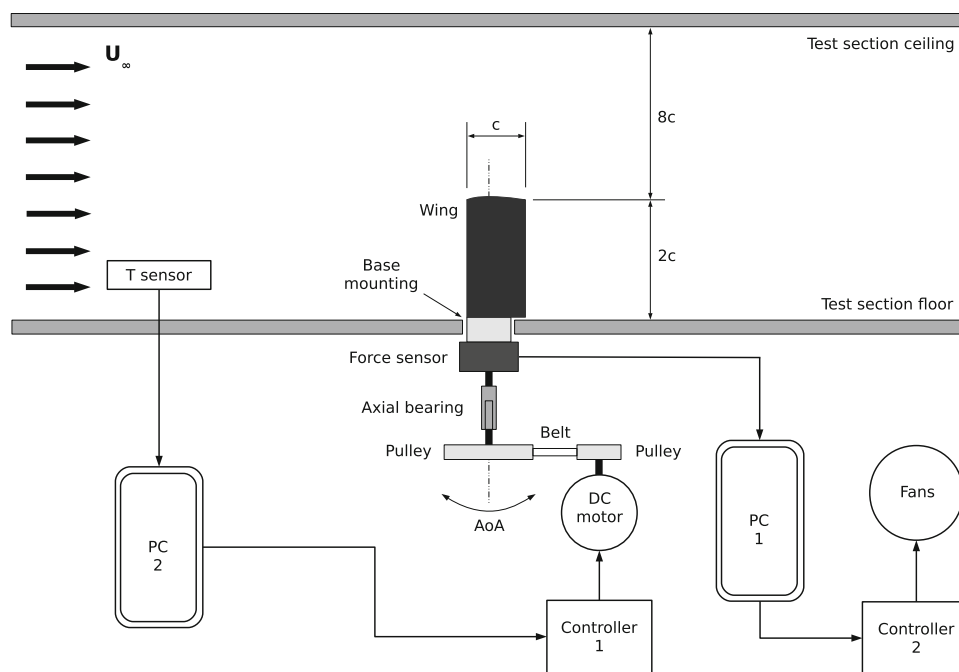 U∞
Test section ceiling
c
8c
Wing
2c
Base
mounting
T sensor
Test section floor
Force sensor
Axial bearing
Belt
Pulley
Pulley
DC
motor
AoA
Fans
PC
1
PC
2
Controller
1
Controller
2